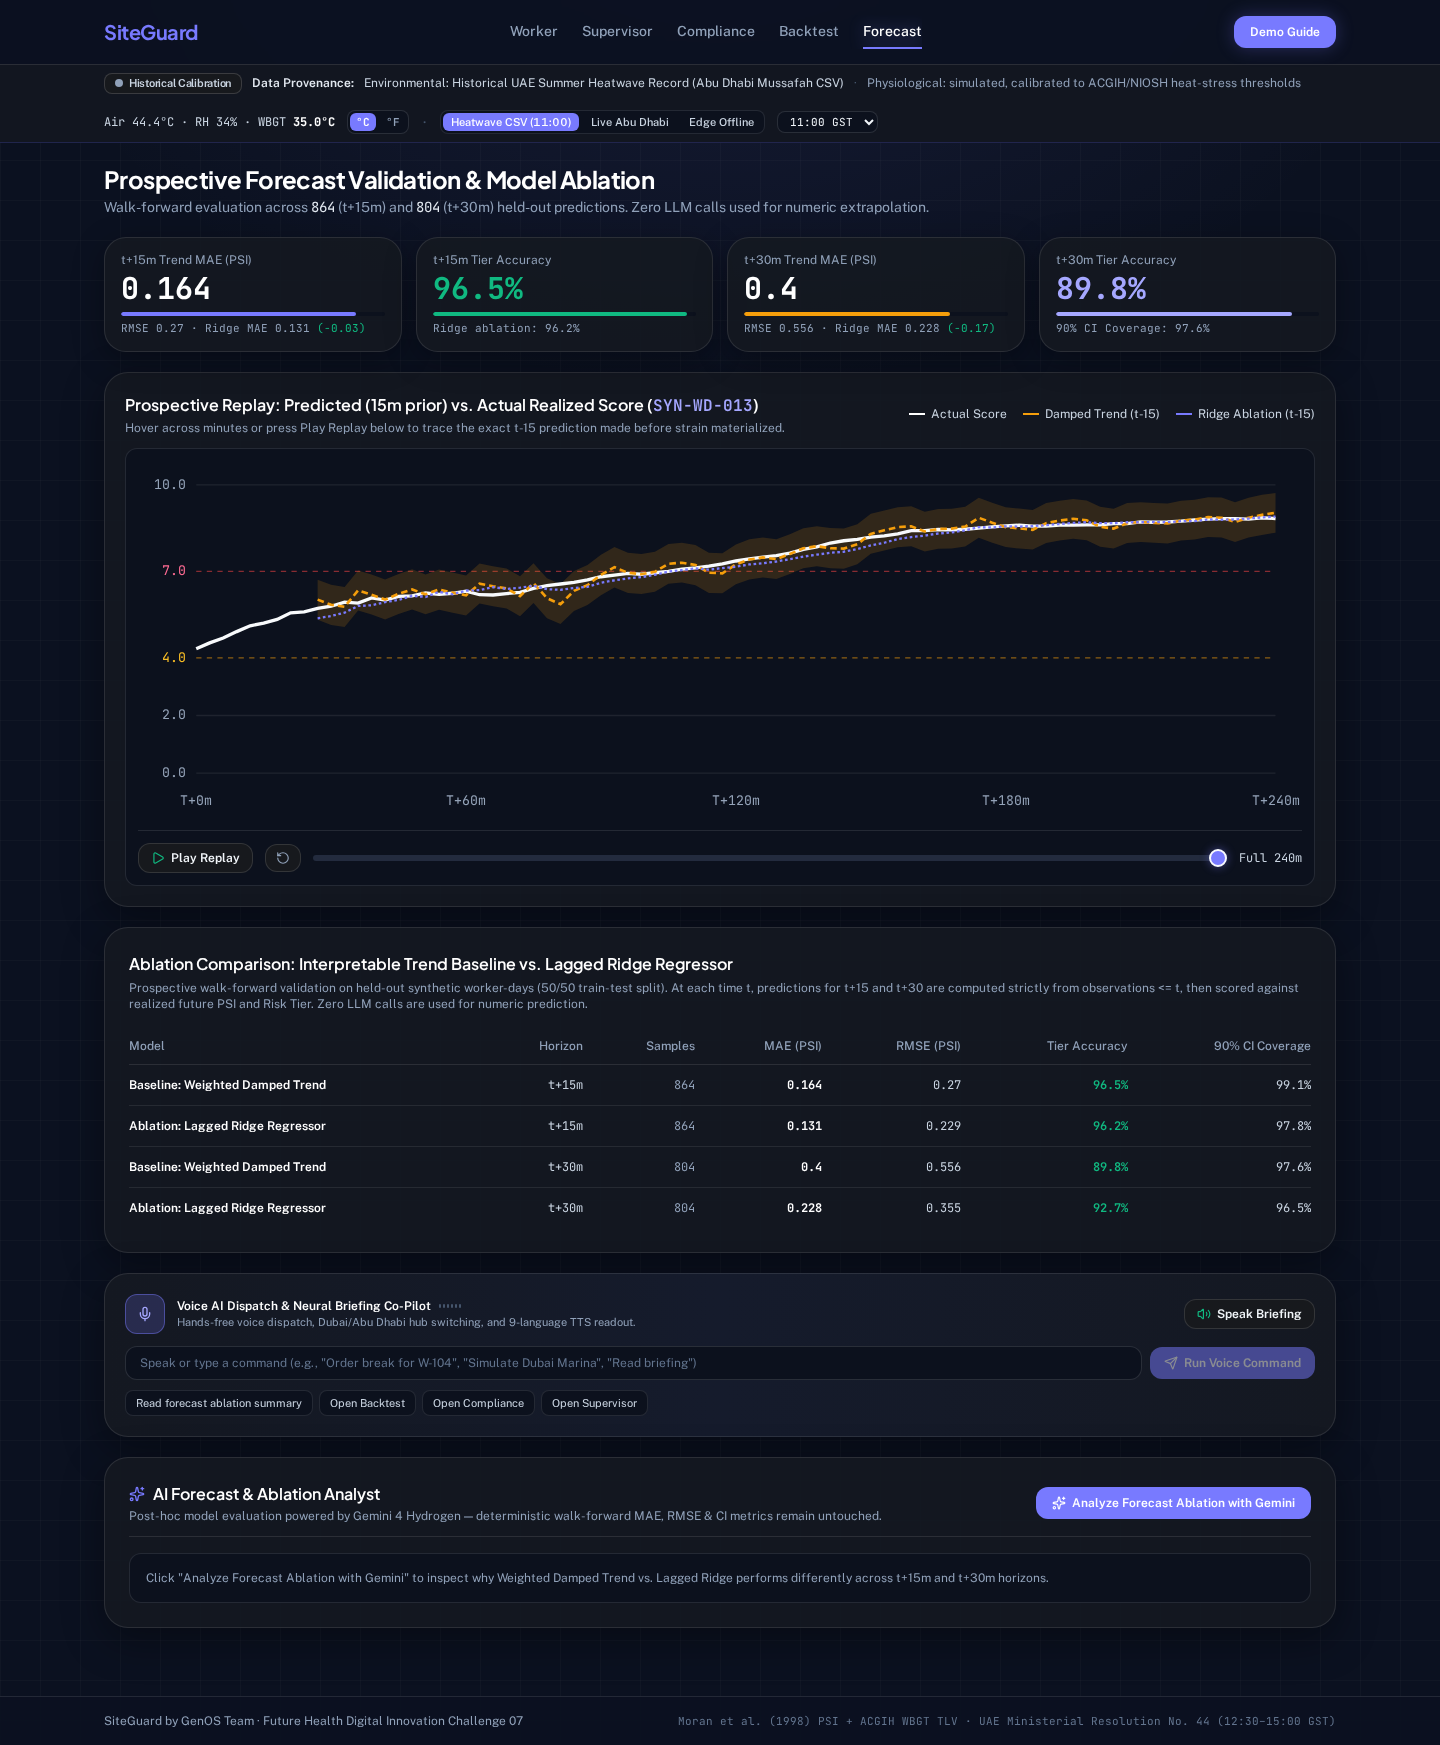 SiteGuard
Worker Supervisor Compliance Backtest Forecast
Demo Guide
Historical Calibration Data Provenance: Environmental: Historical UAE Summer Heatwave Record (Abu Dhabi Mussafah CSV) · Physiological: simulated, calibrated to ACGIH/NIOSH heat-stress thresholds
Air 44.4°C · RH 34% · WBGT 35.0°C °C °F · Heatwave CSV (11:00) Live Abu Dhabi Edge Offline 11:00 GST
Prospective Forecast Validation & Model Ablation
Walk-forward evaluation across 864 (t+15m) and 804 (t+30m) held-out predictions. Zero LLM calls used for numeric extrapolation.
t+15m Trend MAE (PSI)
0.164
RMSE 0.27 · Ridge MAE 0.131 (-0.03)
t+15m Tier Accuracy
96.5%
Ridge ablation: 96.2%
t+30m Trend MAE (PSI)
0.4
RMSE 0.556 · Ridge MAE 0.228 (-0.17)
t+30m Tier Accuracy
89.8%
90% CI Coverage: 97.6%
Prospective Replay: Predicted (15m prior) vs. Actual Realized Score (SYN-WD-013)
Hover across minutes or press Play Replay below to trace the exact t-15 prediction made before strain materialized.
Actual Score Damped Trend (t-15) Ridge Ablation (t-15)
10.0
7.0
4.0
2.0
0.0
T+0m T+60m T+120m T+180m T+240m
Play Replay Full 240m
Ablation Comparison: Interpretable Trend Baseline vs. Lagged Ridge Regressor
Prospective walk-forward validation on held-out synthetic worker-days (50/50 train-test split). At each time t, predictions for t+15 and t+30 are computed strictly from observations <= t, then scored against
realized future PSI and Risk Tier. Zero LLM calls are used for numeric prediction.
Model Horizon Samples MAE (PSI) RMSE (PSI) Tier Accuracy 90% CI Coverage
Baseline: Weighted Damped Trend t+15m 864 0.164 0.27 96.5% 99.1%
Ablation: Lagged Ridge Regressor t+15m 864 0.131 0.229 96.2% 97.8%
Baseline: Weighted Damped Trend t+30m 804 0.4 0.556 89.8% 97.6%
Ablation: Lagged Ridge Regressor t+30m 804 0.228 0.355 92.7% 96.5%
Voice AI Dispatch & Neural Briefing Co-Pilot
Hands-free voice dispatch, Dubai/Abu Dhabi hub switching, and 9-language TTS readout.
Speak Briefing
Speak or type a command (e.g., "Order break for W-104", "Simulate Dubai Marina", "Read briefing")
Run Voice Command
Read forecast ablation summary Open Backtest Open Compliance Open Supervisor
AI Forecast & Ablation Analyst
Post-hoc model evaluation powered by Gemini 4 Hydrogen — deterministic walk-forward MAE, RMSE & CI metrics remain untouched.
Analyze Forecast Ablation with Gemini
Click "Analyze Forecast Ablation with Gemini" to inspect why Weighted Damped Trend vs. Lagged Ridge performs differently across t+15m and t+30m horizons.
SiteGuard by GenOS Team · Future Health Digital Innovation Challenge 07
Moran et al. (1998) PSI + ACGIH WBGT TLV · UAE Ministerial Resolution No. 44 (12:30–15:00 GST)